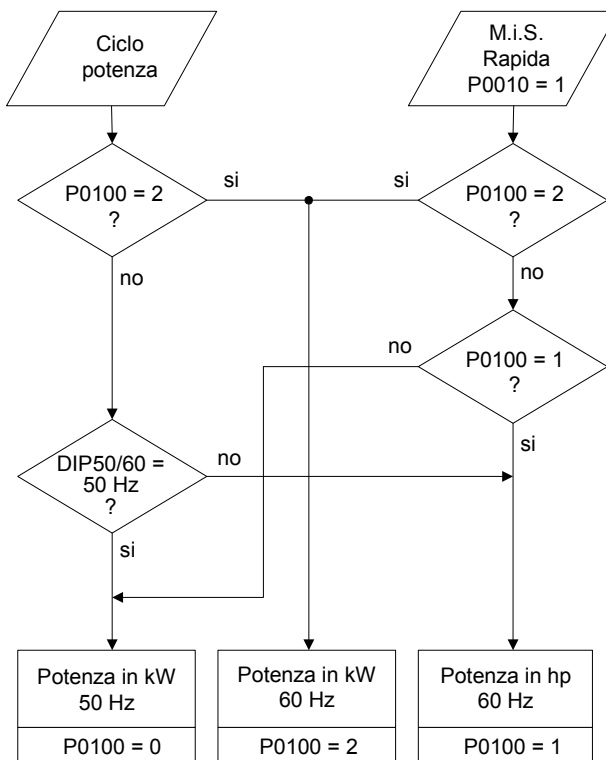 Ciclo
potenza
M.i.S.
Rapida
P0010 = 1
P0100 = 2
?
si
si
P0100 = 2
?
no
no
no
P0100 = 1
?
si
DIP50/60 =
50 Hz
?
no
si
Potenza in kW
50 Hz
P0100 = 0
Potenza in kW
60 Hz
P0100 = 2
Potenza in hp
60 Hz
P0100 = 1